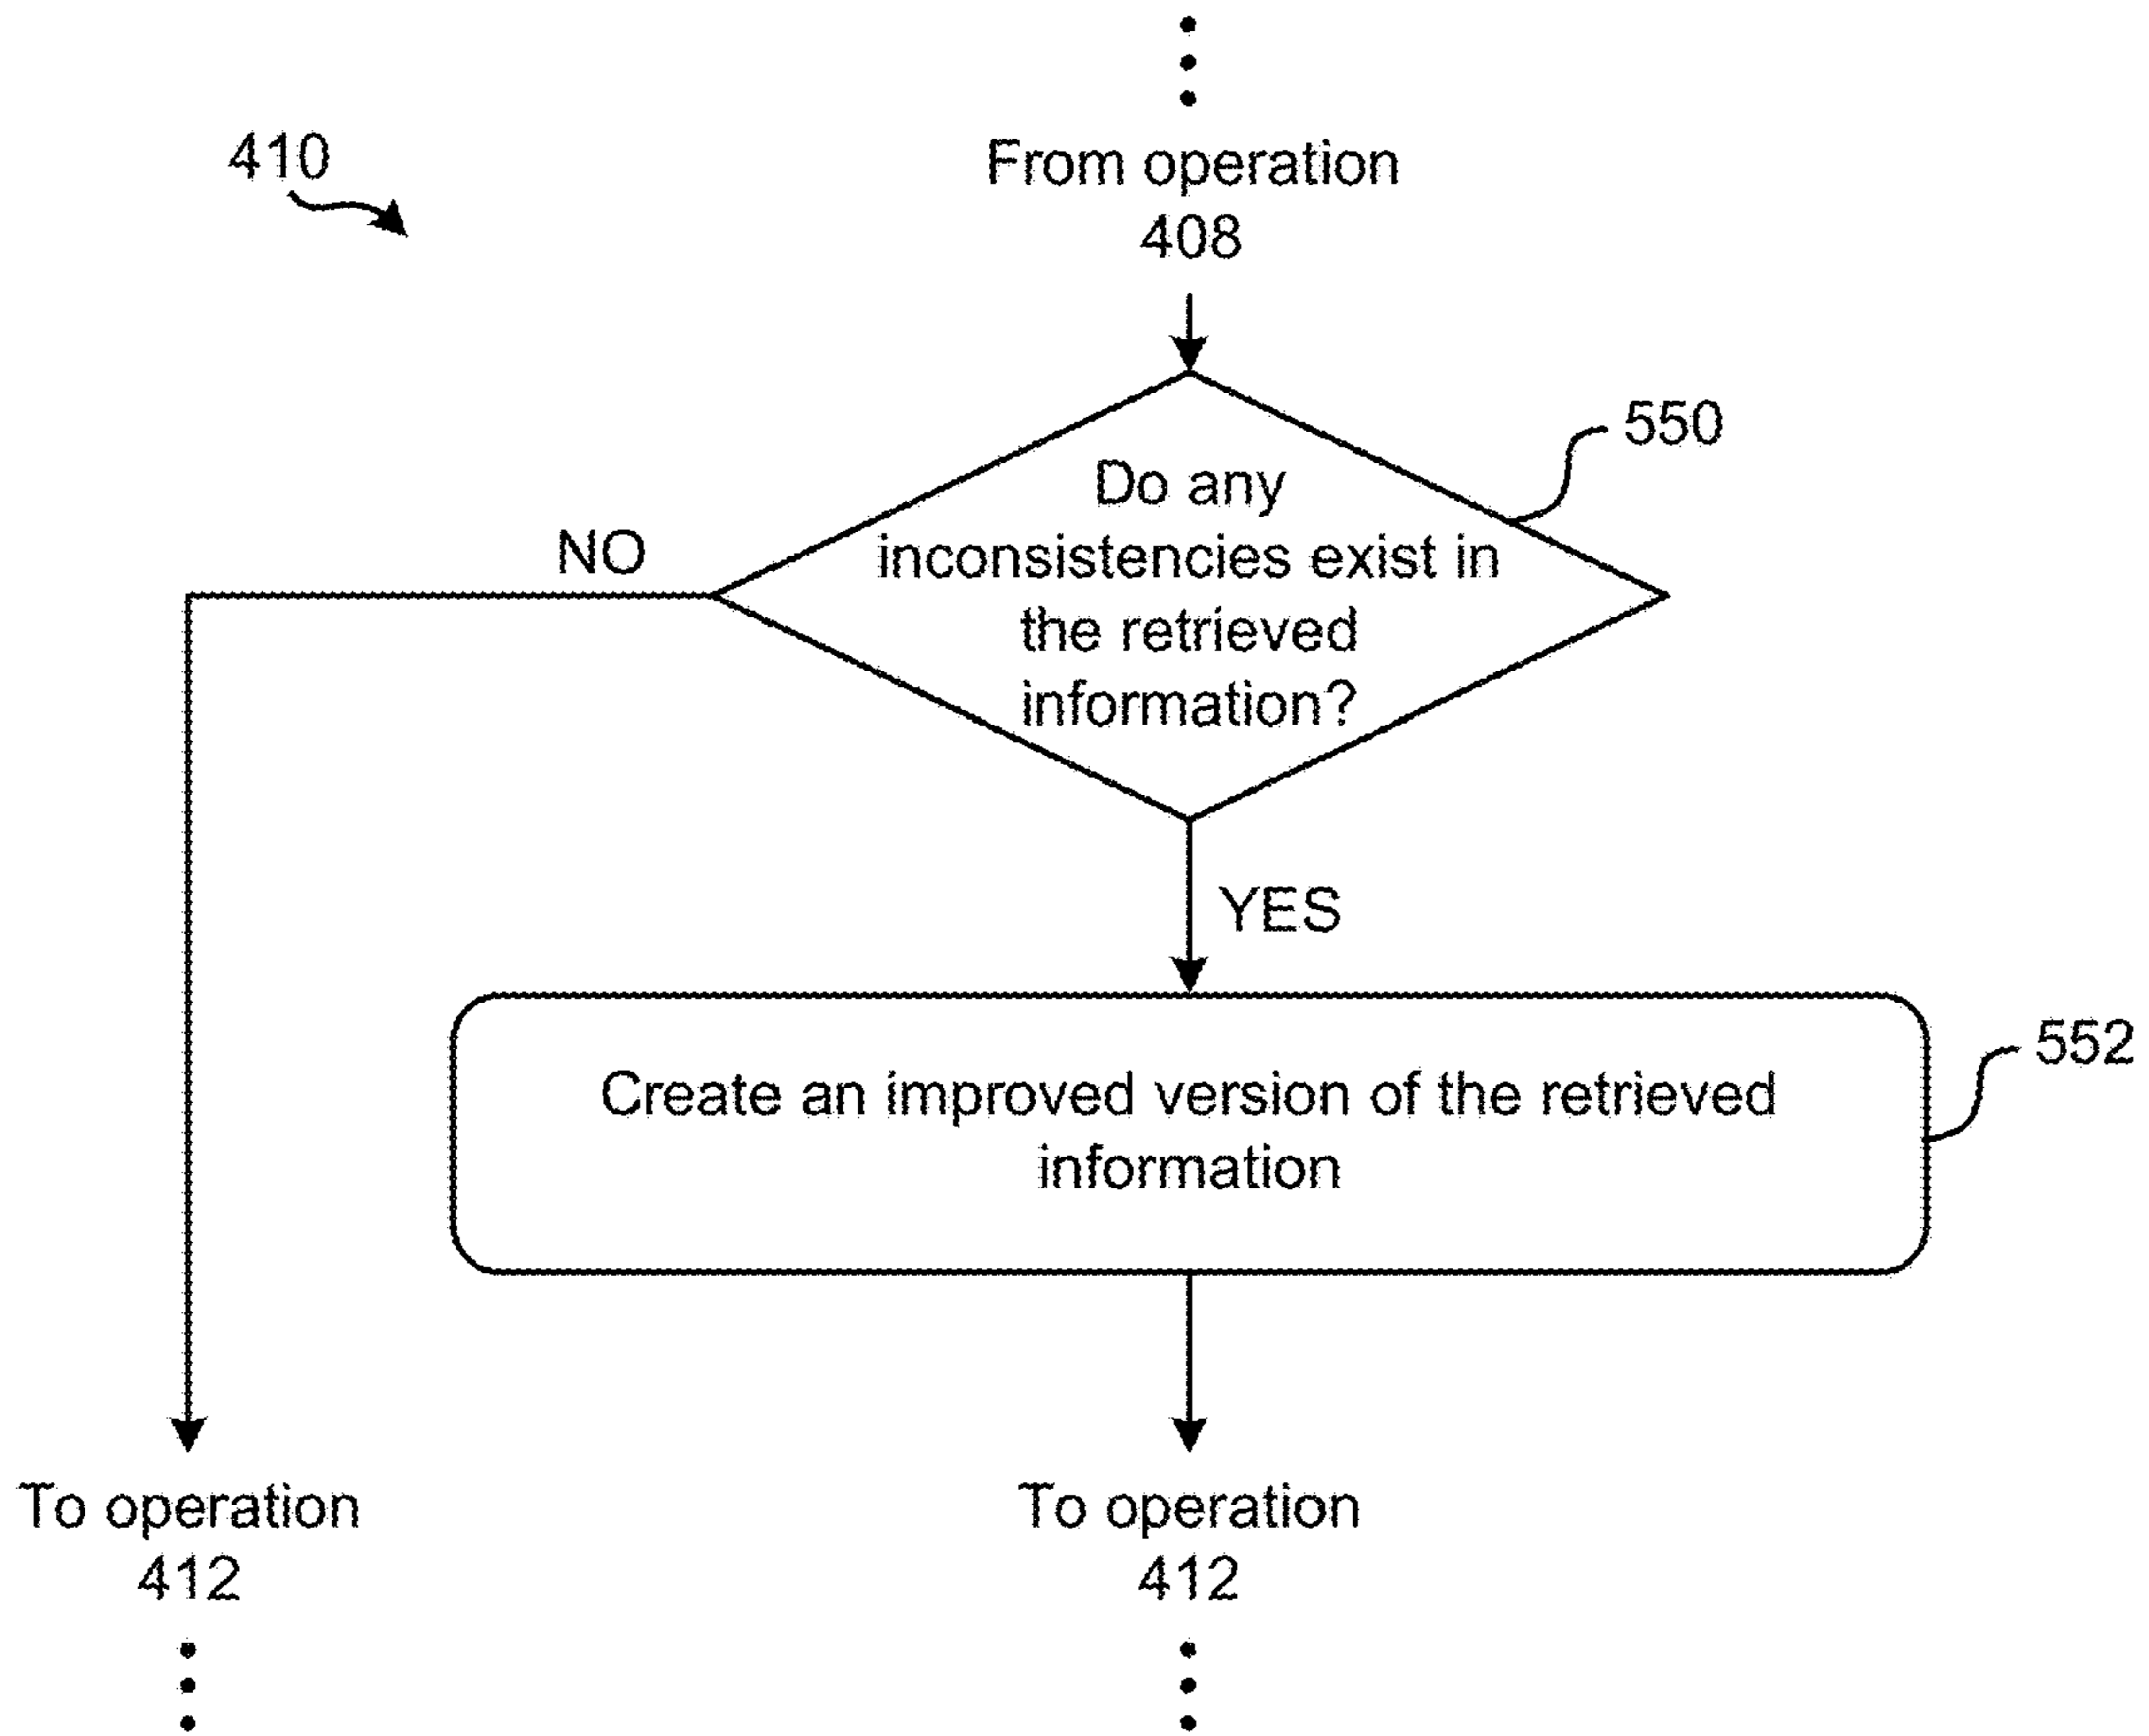 410
From operation
408
550
Do any
inconsistencies exist in
the retrieved
information?
NO
YES
552
Create an improved version of the retrieved
information
To operation
412
To operation
412